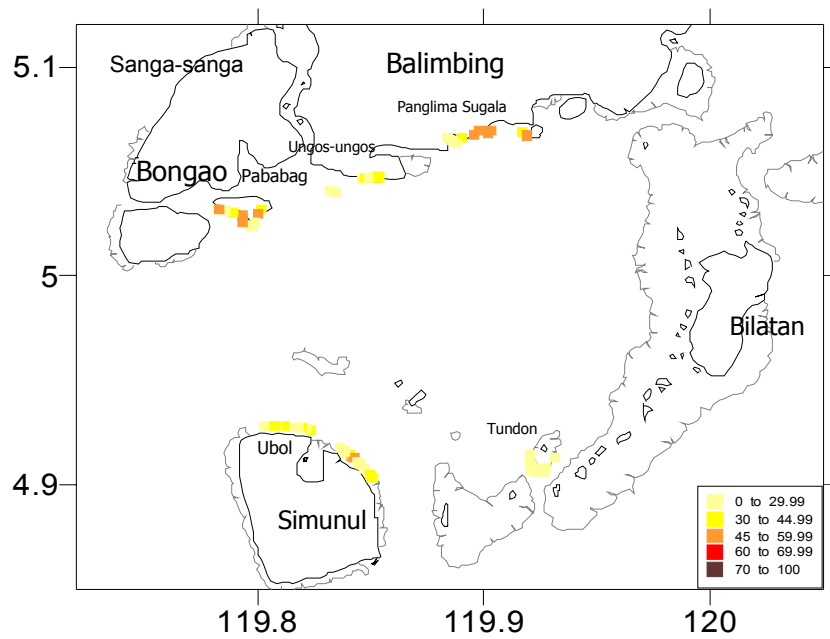 5.1
Sanga-sanga
Balimbing
Panglima Sugala
Ungos-ungos
Bongao
Pababag
5
Bilatan
Tundon
Ubol
4.9
Simunul
0 to 29.99
30 to 44.99
45 to 59.99
60 to 69.99
70 to 100
119.8
119.9
120